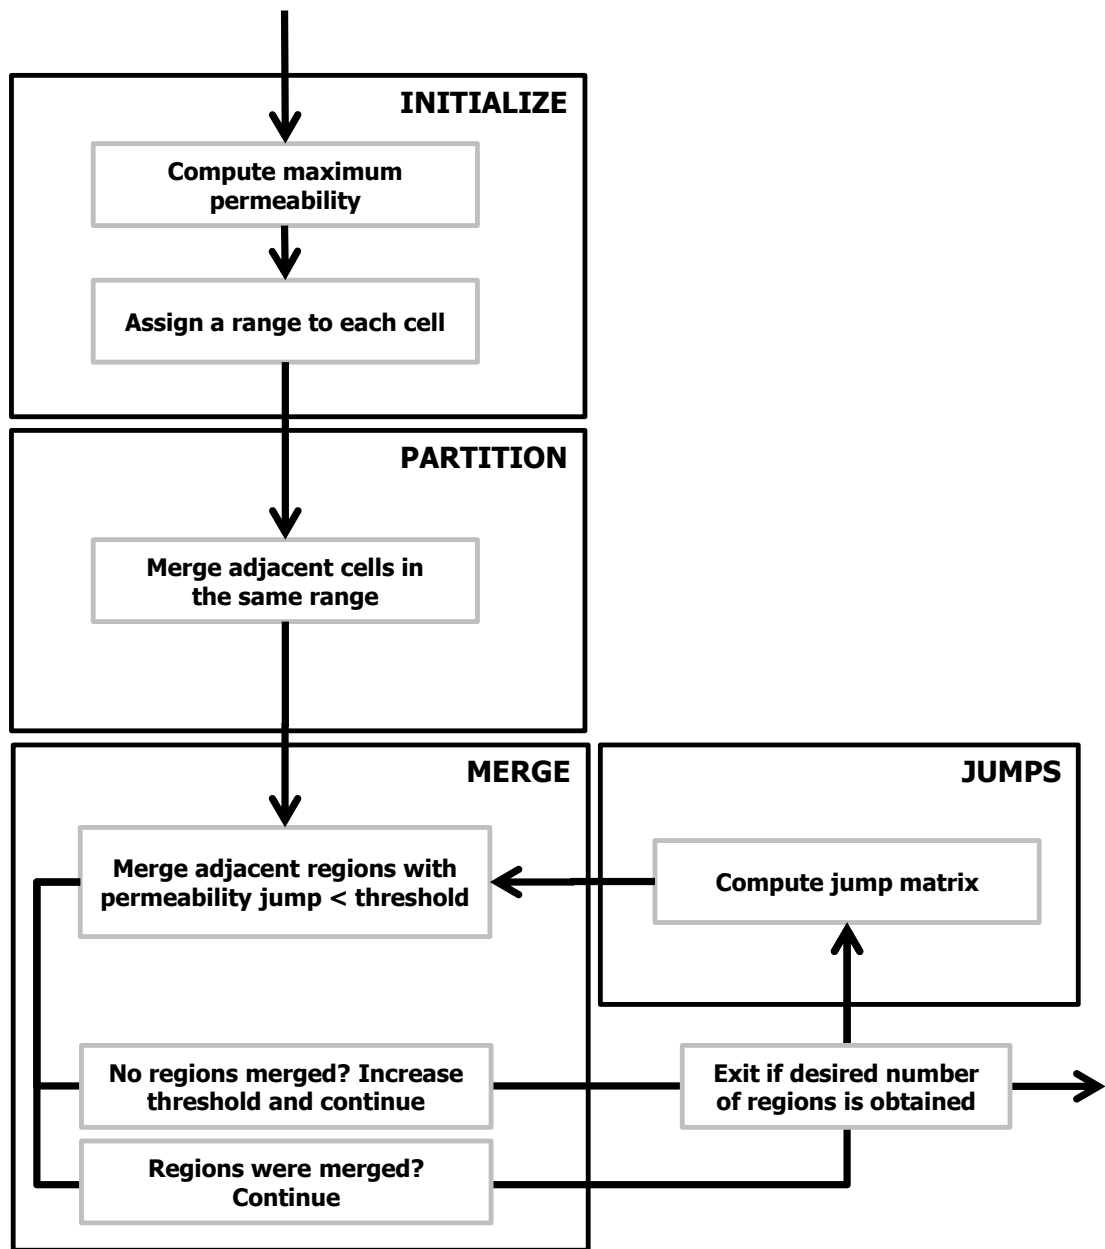 INITIALIZE
Compute maximum
permeability
Assign a range to each cell
PARTITION
Merge adjacent cells in
the same range
MERGE
Merge adjacent regions with
permeability jump < threshold
No regions merged? Increase
threshold and continue
Regions were merged?
Continue
JUMPS
Compute jump matrix
Exit if desired number
of regions is obtained